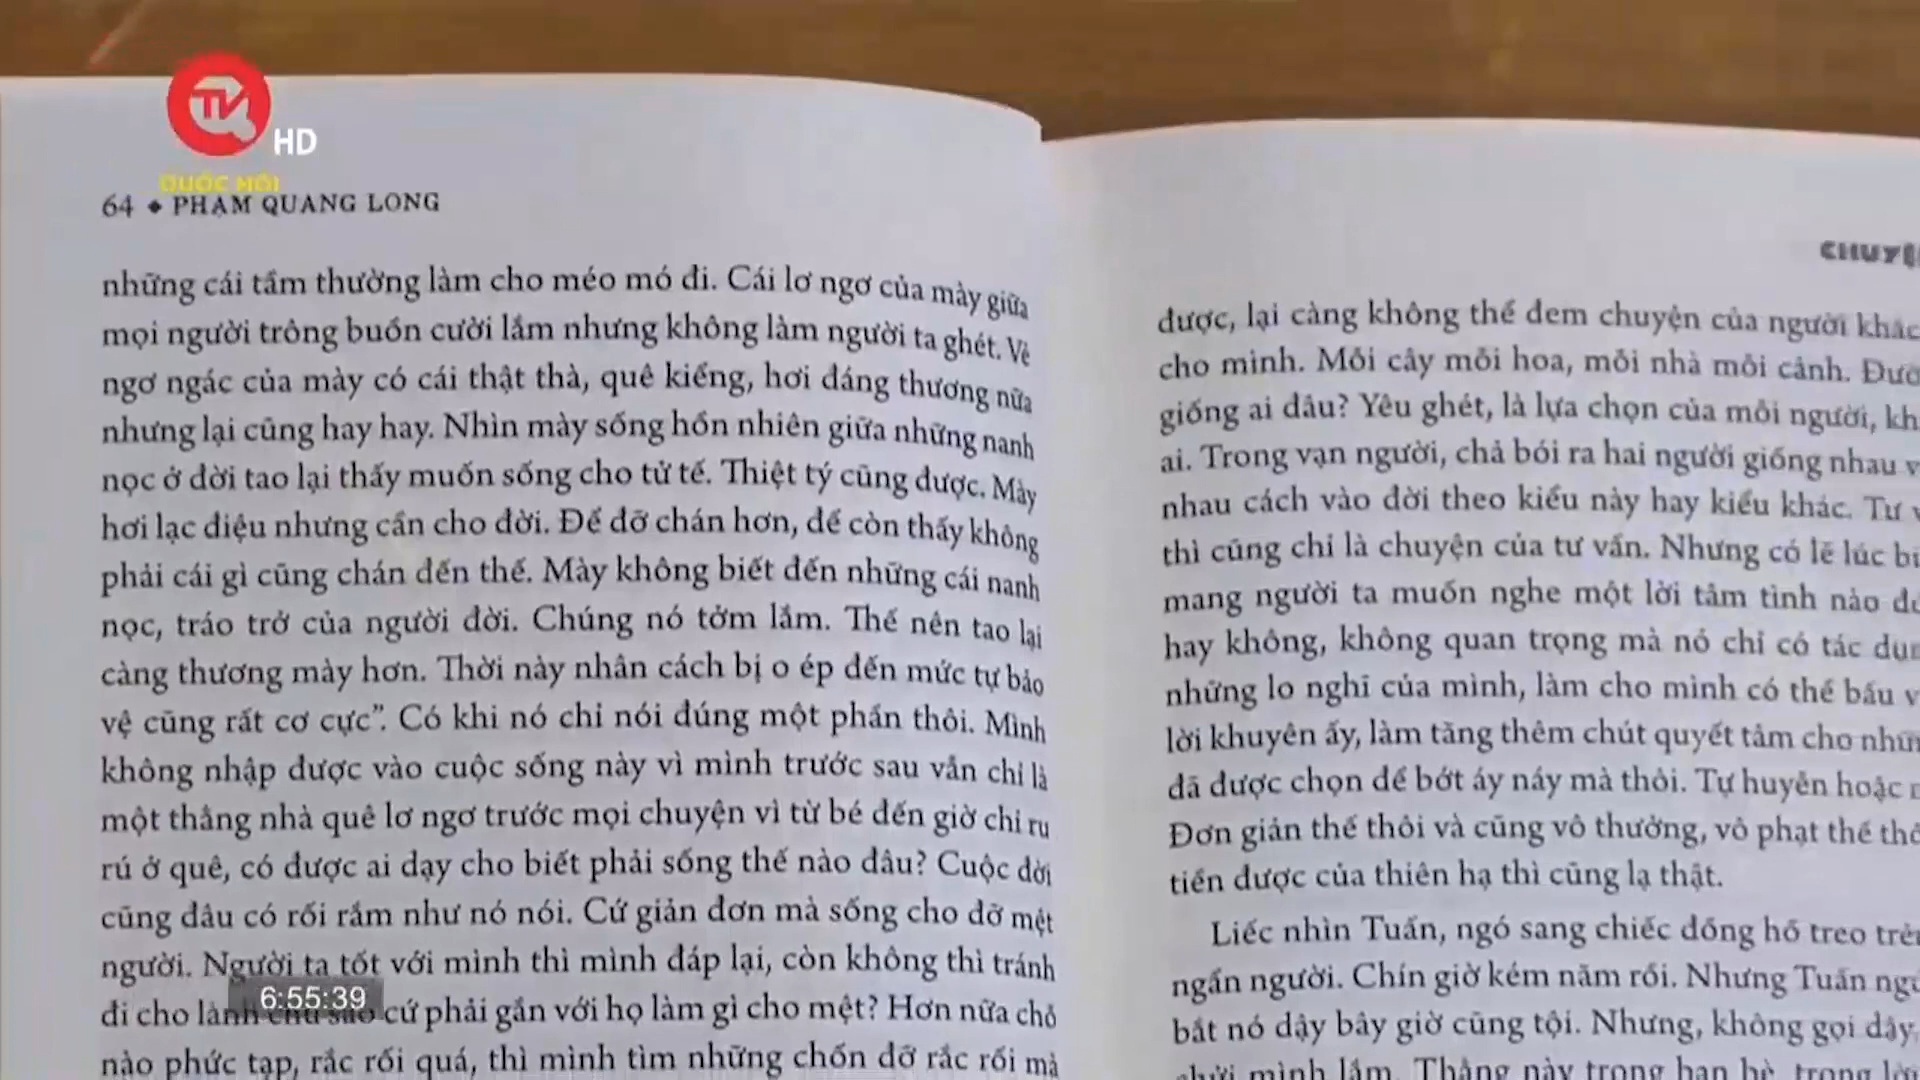 TV
HD
QUỐC HỘI
64 ◆ PHẠM QUANG LONG
những cái tầm thường làm cho méo mó đi. Cái lơ ngơ của mày giữa
mọi người trông buồn cười lắm nhưng không làm người ta ghét. Vẻ
ngơ ngác của mày có cái thật thà, quê kiểng, hơi đáng thương nữa
nhưng lại cũng hay hay. Nhìn mày sống hồn nhiên giữa những nanh
nọc ở đời tao lại thấy muốn sống cho tử tế. Thiệt tý cũng được. Mày
hơi lạc điệu nhưng cần cho đời. Để đỡ chán hơn, để còn thấy không
phải cái gì cũng chán đến thế. Mày không biết đến những cái nanh
nọc, tráo trở của người đời. Chúng nó tởm lắm. Thế nên tao lại
càng thương mày hơn. Thời này nhân cách bị o ép đến mức tự bảo
vệ cũng rất cơ cực”. Có khi nó chỉ nói đúng một phần thôi. Mình
không nhập được vào cuộc sống này vì mình trước sau vẫn chỉ là
một thằng nhà quê lơ ngơ trước mọi chuyện vì từ bé đến giờ chỉ ru
rú ở quê, có được ai dạy cho biết phải sống thế nào đâu? Cuộc đời
cũng đâu có rối rắm như nó nói. Cứ giản đơn mà sống cho đỡ mệt
người. Người ta tốt với mình thì mình đáp lại, còn không thì tránh
đi cho lành chứ sao cứ phải gắn với họ làm gì cho mệt? Hơn nữa chỗ
nào phức tạp, rắc rối quá, thì mình tìm những chốn đỡ rắc rối mà
6:55:39
được, lại càng không thể đem chuyện của người khác
cho mình. Mỗi cây mỗi hoa, mỗi nhà mỗi cảnh.
giống ai đâu? Yêu ghét, là lựa chọn của mỗi người,
ai. Trong vạn người, chả bói ra hai người giống nhau
nhau cách vào đời theo kiểu này hay kiểu khác. Tư
thì cũng chỉ là chuyện của tư vấn. Nhưng có lẽ lúc
mang người ta muốn nghe một lời tâm tình nào
hay không, không quan trọng mà nó chỉ có tác
những lo nghĩ của mình, làm cho mình có thể bấu
lời khuyên ấy, làm tăng thêm chút quyết tâm cho
đã được chọn để bớt áy náy mà thôi. Tự huyễn hoặc
Đơn giản thế thôi và cũng vô thưởng, vô phạt thế
tiền được của thiên hạ thì cũng lạ thật.
Liếc nhìn Tuấn, ngó sang chiếc đồng hồ treo
ngần người. Chín giờ kém năm rồi. Nhưng Tuấn
bắt nó dậy bây giờ cũng tội. Nhưng, không gọi dậy,
chửi mình lắm. Thằng này trong bạn bè, trong